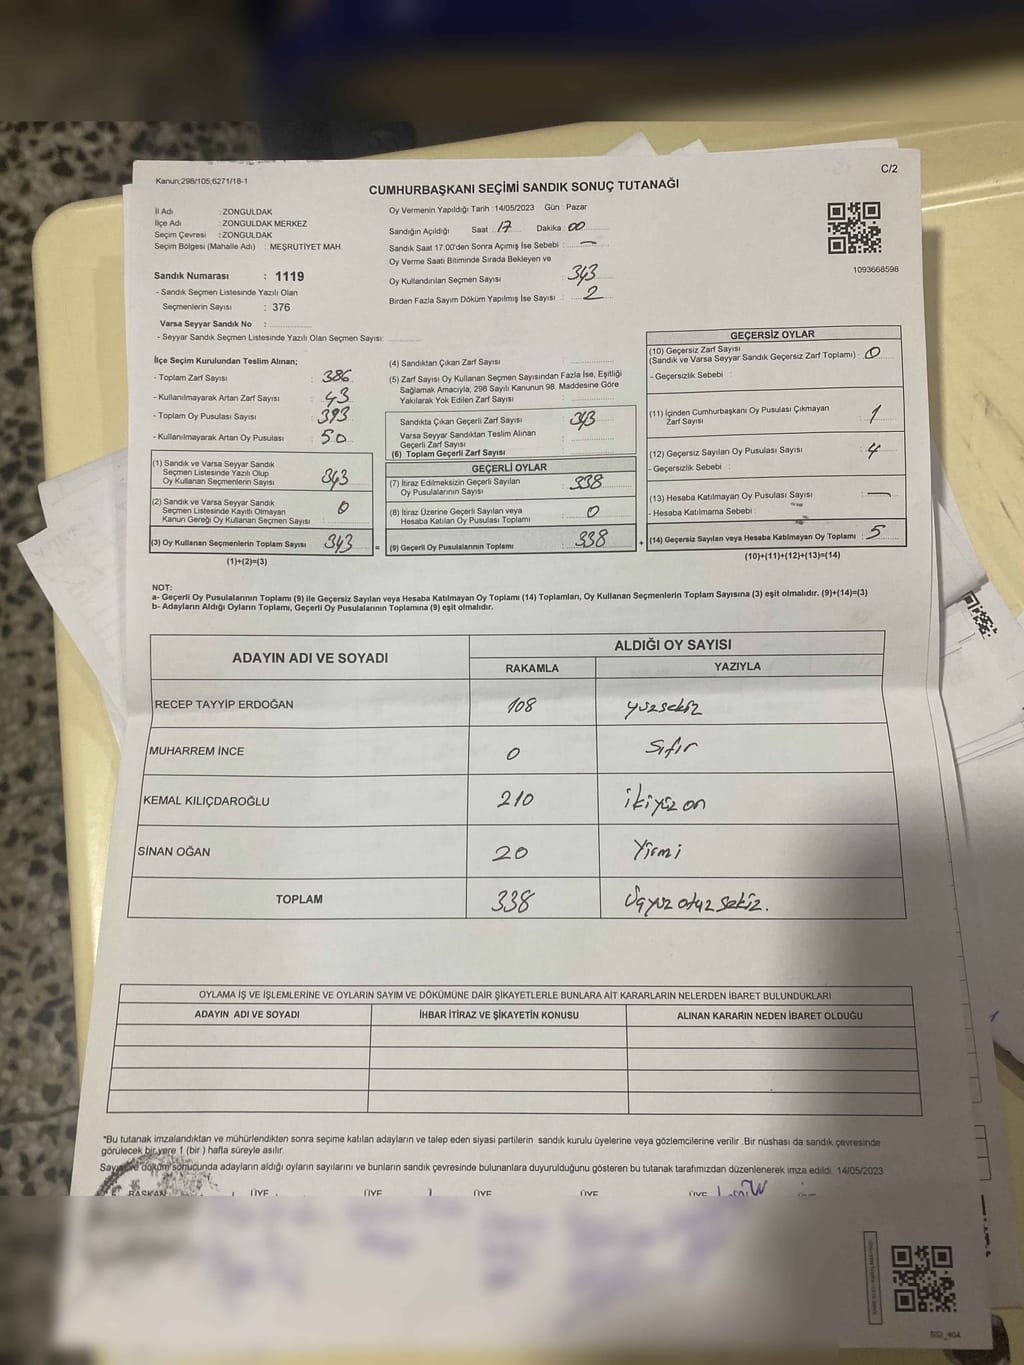 C/2
Kanun;298/105;6271/18-1
CUMHURBAŞKANI SEÇİMİ SANDIK SONUÇ TUTANAĞI
İl Adı : ZONGULDAK
İlçe Adı : ZONGULDAK MERKEZ
Seçim Çevresi : ZONGULDAK
Seçim Bölgesi (Mahalle Adı) : MEŞRUTİYET MAH.
Sandık Numarası : 1119
- Sandık Seçmen Listesinde Yazılı Olan
Seçmenlerin Sayısı : 376
Varsa Seyyar Sandık No :
- Seyyar Sandık Seçmen Listesinde Yazılı Olan Seçmen Sayısı:
Oy Vermenin Yapıldığı Tarih : 14/05/2023 Gün : Pazar
Sandığın Açıldığı Saat : 17 Dakika : 00
Sandık Saat 17:00'den Sonra Açımış İse Sebebi : —
Oy Verme Saati Bitiminde Sırada Bekleyen ve
Oy Kullandırılan Seçmen Sayısı : 343
Birden Fazla Sayım Döküm Yapılmış İse Sayısı : 2
1093668598
İlçe Seçim Kurulundan Teslim Alınan;
- Toplam Zarf Sayısı : 386
- Kullanılmayarak Artan Zarf Sayısı : 43
- Toplam Oy Pusulası Sayısı : 393
- Kullanılmayarak Artan Oy Pusulası : 50
(1) Sandık ve Varsa Seyyar Sandık
Seçmen Listesinde Yazılı Olup
Oy Kullanan Seçmenlerin Sayısı : 343
(2) Sandık ve Varsa Seyyar Sandık
Seçmen Listesinde Kayıtlı Olmayan
Kanun Gereği Oy Kullanan Seçmen Sayısı : 0
(3) Oy Kullanan Seçmenlerin Toplam Sayısı : 343 =
(1)+(2)=(3)
(4) Sandıktan Çıkan Zarf Sayısı :
(5) Zarf Sayısı Oy Kullanan Seçmen Sayısından Fazla İse, Eşitliği
Sağlamak Amacıyla, 298 Sayılı Kanunun 98. Maddesine Göre
Yakılarak Yok Edilen Zarf Sayısı :
Sandıkta Çıkan Geçerli Zarf Sayısı : 343
Varsa Seyyar Sandıktan Teslim Alınan
Geçerli Zarf Sayısı :
(6) Toplam Geçerli Zarf Sayısı :
GEÇERLİ OYLAR
(7) İtiraz Edilmeksizin Geçerli Sayılan
Oy Pusulalarının Sayısı : 338
(8) İtiraz Üzerine Geçerli Sayılan veya
Hesaba Katılan Oy Pusulası Toplamı : 0
(9) Geçerli Oy Pusulalarının Toplamı : 338 +
GEÇERSİZ OYLAR
(10) Geçersiz Zarf Sayısı
(Sandık ve Varsa Seyyar Sandık Geçersiz Zarf Toplamı) : 0
- Geçersizlik Sebebi :
(11) İçinden Cumhurbaşkanı Oy Pusulası Çıkmayan
Zarf Sayısı : 1
(12) Geçersiz Sayılan Oy Pusulası Sayısı : 4
- Geçersizlik Sebebi :
(13) Hesaba Katılmayan Oy Pusulası Sayısı : —
- Hesaba Katılmama Sebebi :
(14) Geçersiz Sayılan veya Hesaba Katılmayan Oy Toplamı : 5
(10)+(11)+(12)+(13)=(14)
NOT:
a- Geçerli Oy Pusulalarının Toplamı (9) ile Geçersiz Sayılan veya Hesaba Katılmayan Oy Toplamı (14) Toplamları, Oy Kullanan Seçmenlerin Toplam Sayısına (3) eşit olmalıdır. (9)+(14)=(3)
b- Adayların Aldığı Oyların Toplamı, Geçerli Oy Pusulalarının Toplamına (9) eşit olmalıdır.
ADAYIN ADI VE SOYADI ALDIĞI OY SAYISI
RAKAMLA YAZIYLA
RECEP TAYYİP ERDOĞAN 108 yüzsekiz
MUHARREM İNCE 0 Sıfır
KEMAL KILIÇDAROĞLU 210 ikiyüz on
SİNAN OĞAN 20 Yirmi
TOPLAM 338 Üçyüz otuz sekiz.
OYLAMA İŞ VE İŞLEMLERİNE VE OYLARIN SAYIM VE DÖKÜMÜNE DAİR ŞİKAYETLERLE BUNLARA AİT KARARLARIN NELERDEN İBARET BULUNDUKLARI
ADAYIN ADI VE SOYADI İHBAR İTİRAZ VE ŞİKAYETİN KONUSU ALINAN KARARIN NEDEN İBARET OLDUĞU
*Bu tutanak imzalandıktan ve mühürlendikten sonra seçime katılan adayların ve talep eden siyasi partilerin sandık kurulu üyelerine veya gözlemcilerine verilir .Bir nüshası da sandık çevresinde
görülecek bir yere 1 (bir ) hafta süreyle asılır.
Sayım ve döküm sonucunda adayların aldığı oyların sayılarını ve bunların sandık çevresinde bulunanlara duyurulduğunu gösteren bu tutanak tarafımızdan düzenlenerek imza edildi. 14/05/2023
BAŞKAN ÜYE ÜYE ÜYE ÜYE ÜYE